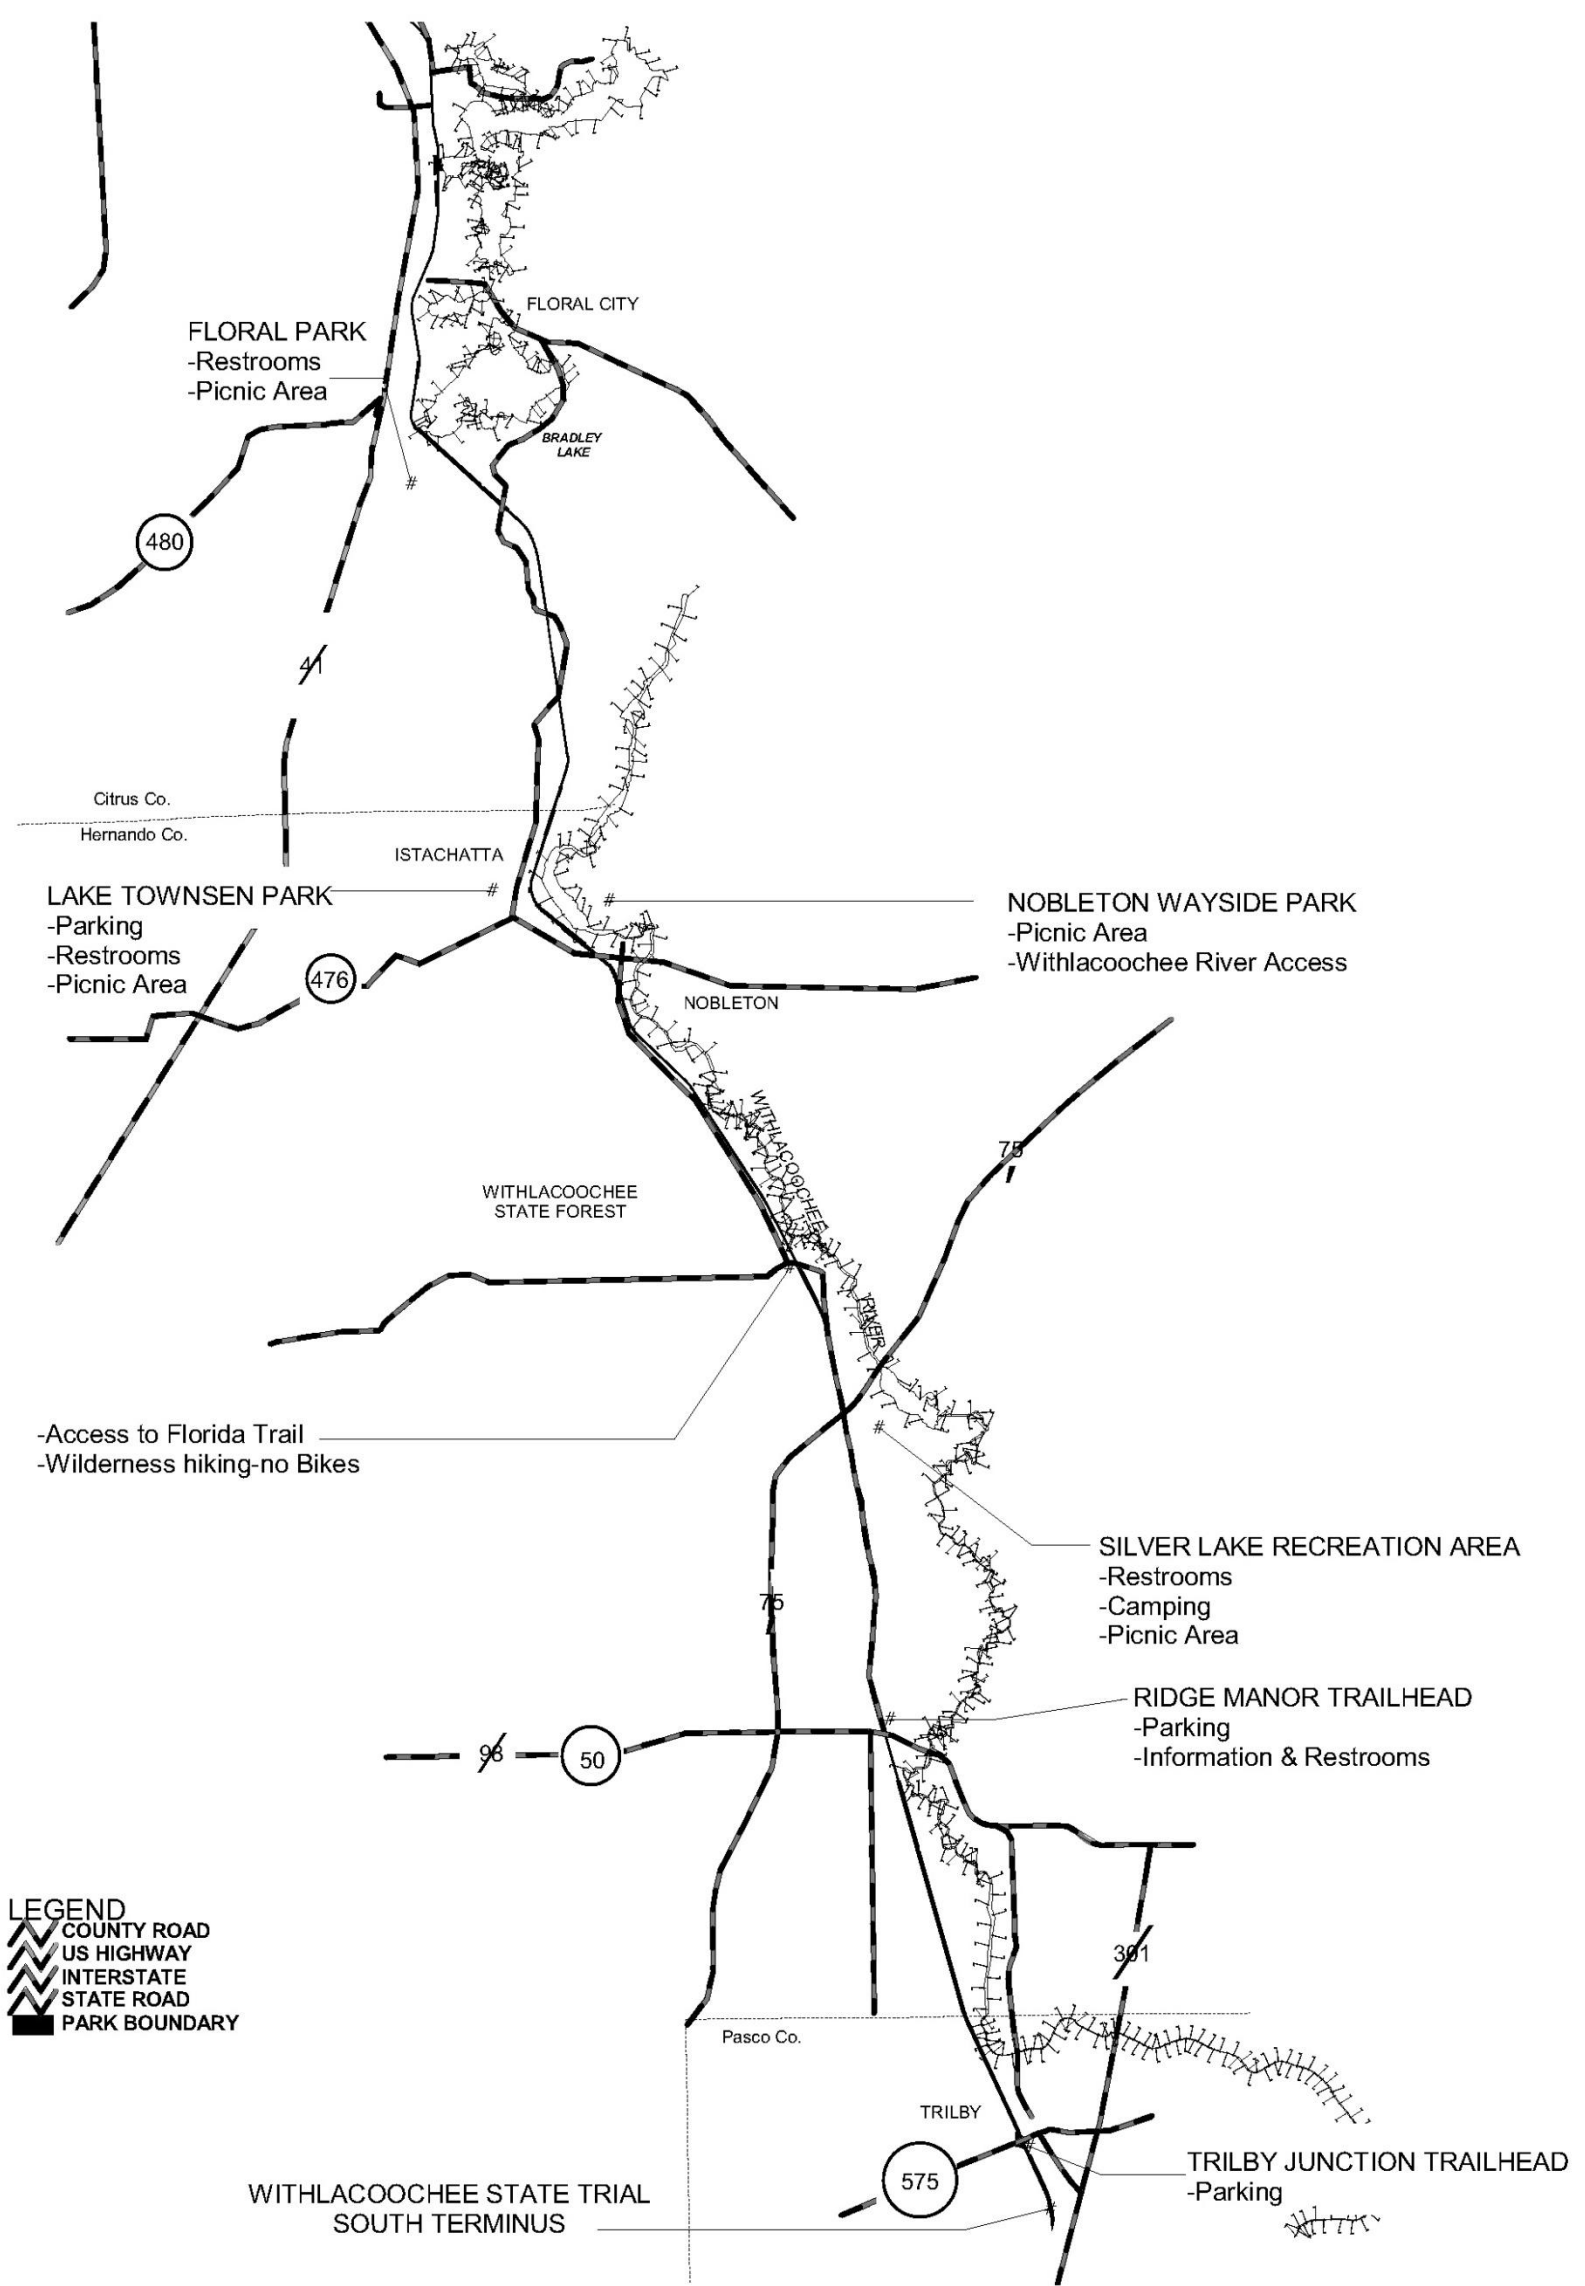 FLORAL CITY
FLORAL PARK
-Restrooms
-Picnic Area
BRADLEY
LAKE
480
41
Citrus Co.
Hernando Co.
ISTACHATTA
LAKE TOWNSEN PARK
-Parking
-Restrooms
-Picnic Area
NOBLETON WAYSIDE PARK
-Picnic Area
-Withlacoochee River Access
476
NOBLETON
WITHLACOOCHEE RIVER
75
WITHLACOOCHEE
STATE FOREST
-Access to Florida Trail
-Wilderness hiking-no Bikes
SILVER LAKE RECREATION AREA
-Restrooms
-Camping
-Picnic Area
75
RIDGE MANOR TRAILHEAD
-Parking
-Information & Restrooms
98
50
LEGEND
COUNTY ROAD
US HIGHWAY
INTERSTATE
STATE ROAD
PARK BOUNDARY
301
Pasco Co.
TRILBY
TRILBY JUNCTION TRAILHEAD
-Parking
575
WITHLACOOCHEE STATE TRIAL
SOUTH TERMINUS